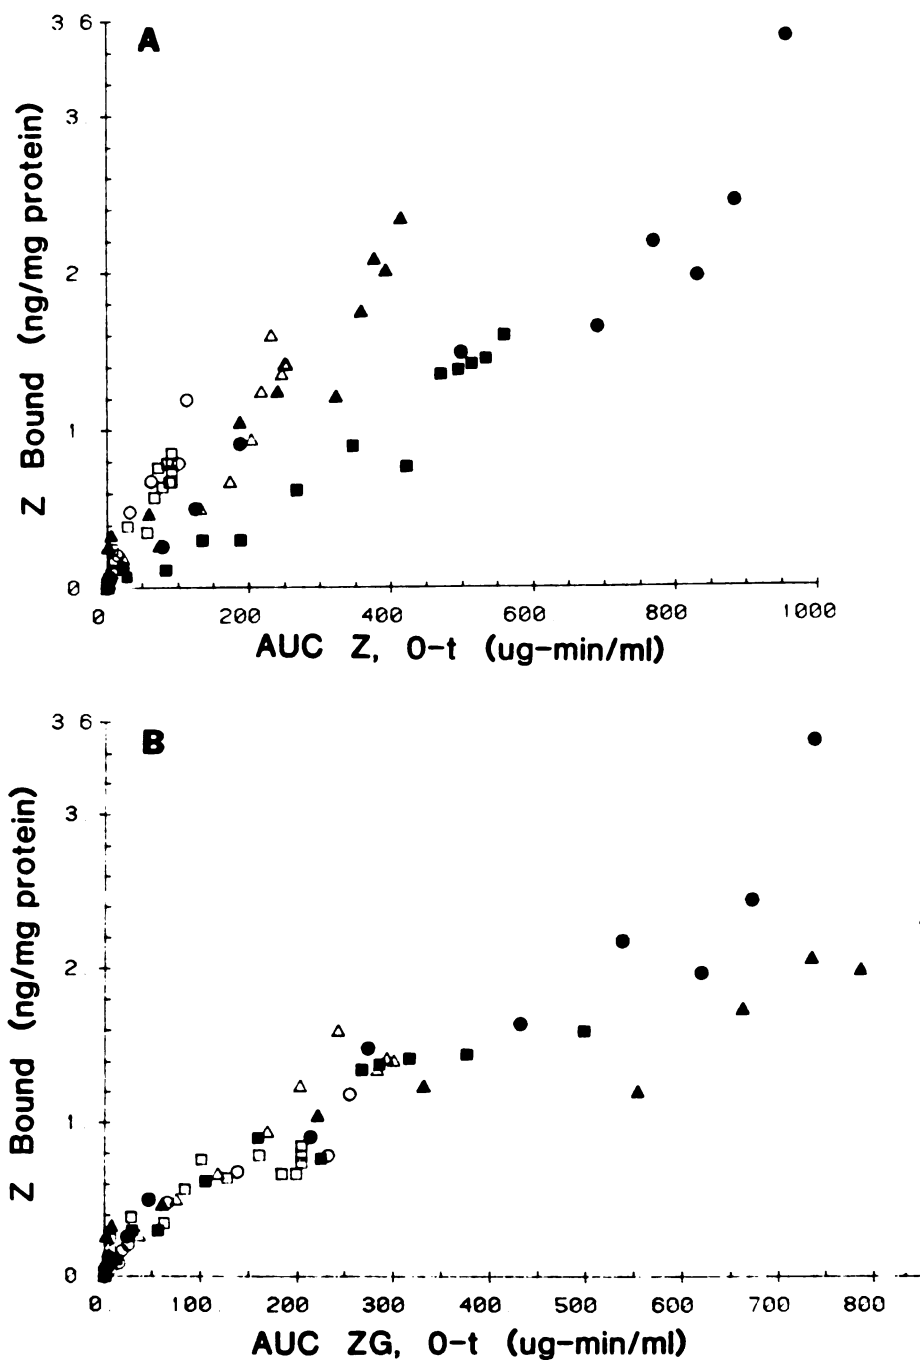 A
3 6
3
2
1
0
Z Bound (ng/mg protein)
0 200 400 600 800 1000
AUC Z, 0-t (ug-min/ml)
B
3 6
3
2
1
0
Z Bound (ng/mg protein)
0 100 200 300 400 500 600 700 800
AUC ZG, 0-t (ug-min/ml)